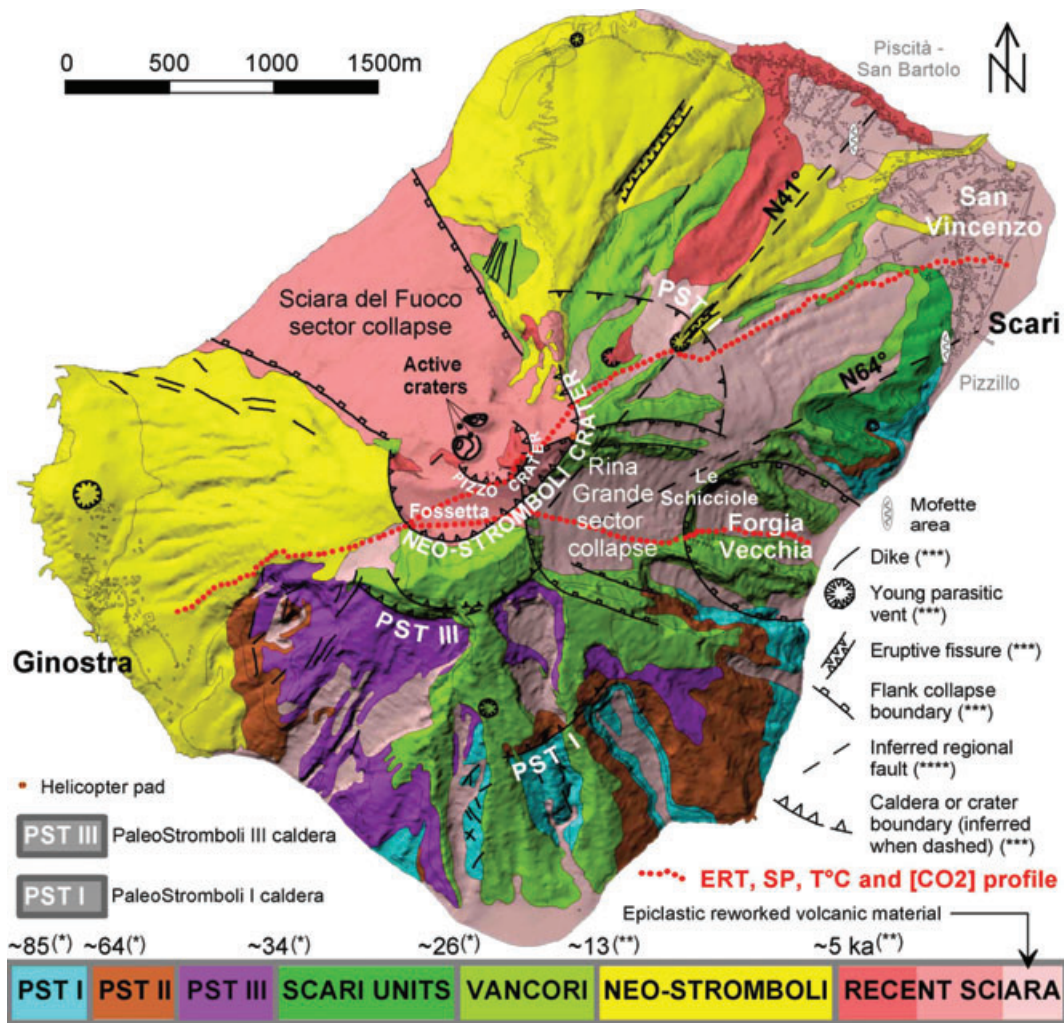 0 500 1000 1500m
Piscità -
San Bartolo
N
N41°
San
Vincenzo
PST I
Sciara del Fuoco
sector collapse
Scari
Active
craters
N64°
Pizzillo
NEO-STROMBOLI CRATER
PIZZO CRATER
Rina
Grande
sector
collapse
Le
Schicciole
Fossetta
Forgia
Vecchia
PST III
Ginostra
PST I
Mofette
area
Dike (***)
Young parasitic
vent (***)
Eruptive fissure (***)
Flank collapse
boundary (***)
Inferred regional
fault (****)
Caldera or crater
boundary (inferred
when dashed) (***)
Helicopter pad
PST III PaleoStromboli III caldera
PST I PaleoStromboli I caldera
ERT, SP, T°C and [CO2] profile
Epiclastic reworked volcanic material
~85(*) ~64(*) ~34(*) ~26(*) ~13(**) ~5 ka(**)
PST I PST II PST III SCARI UNITS VANCORI NEO-STROMBOLI RECENT SCIARA